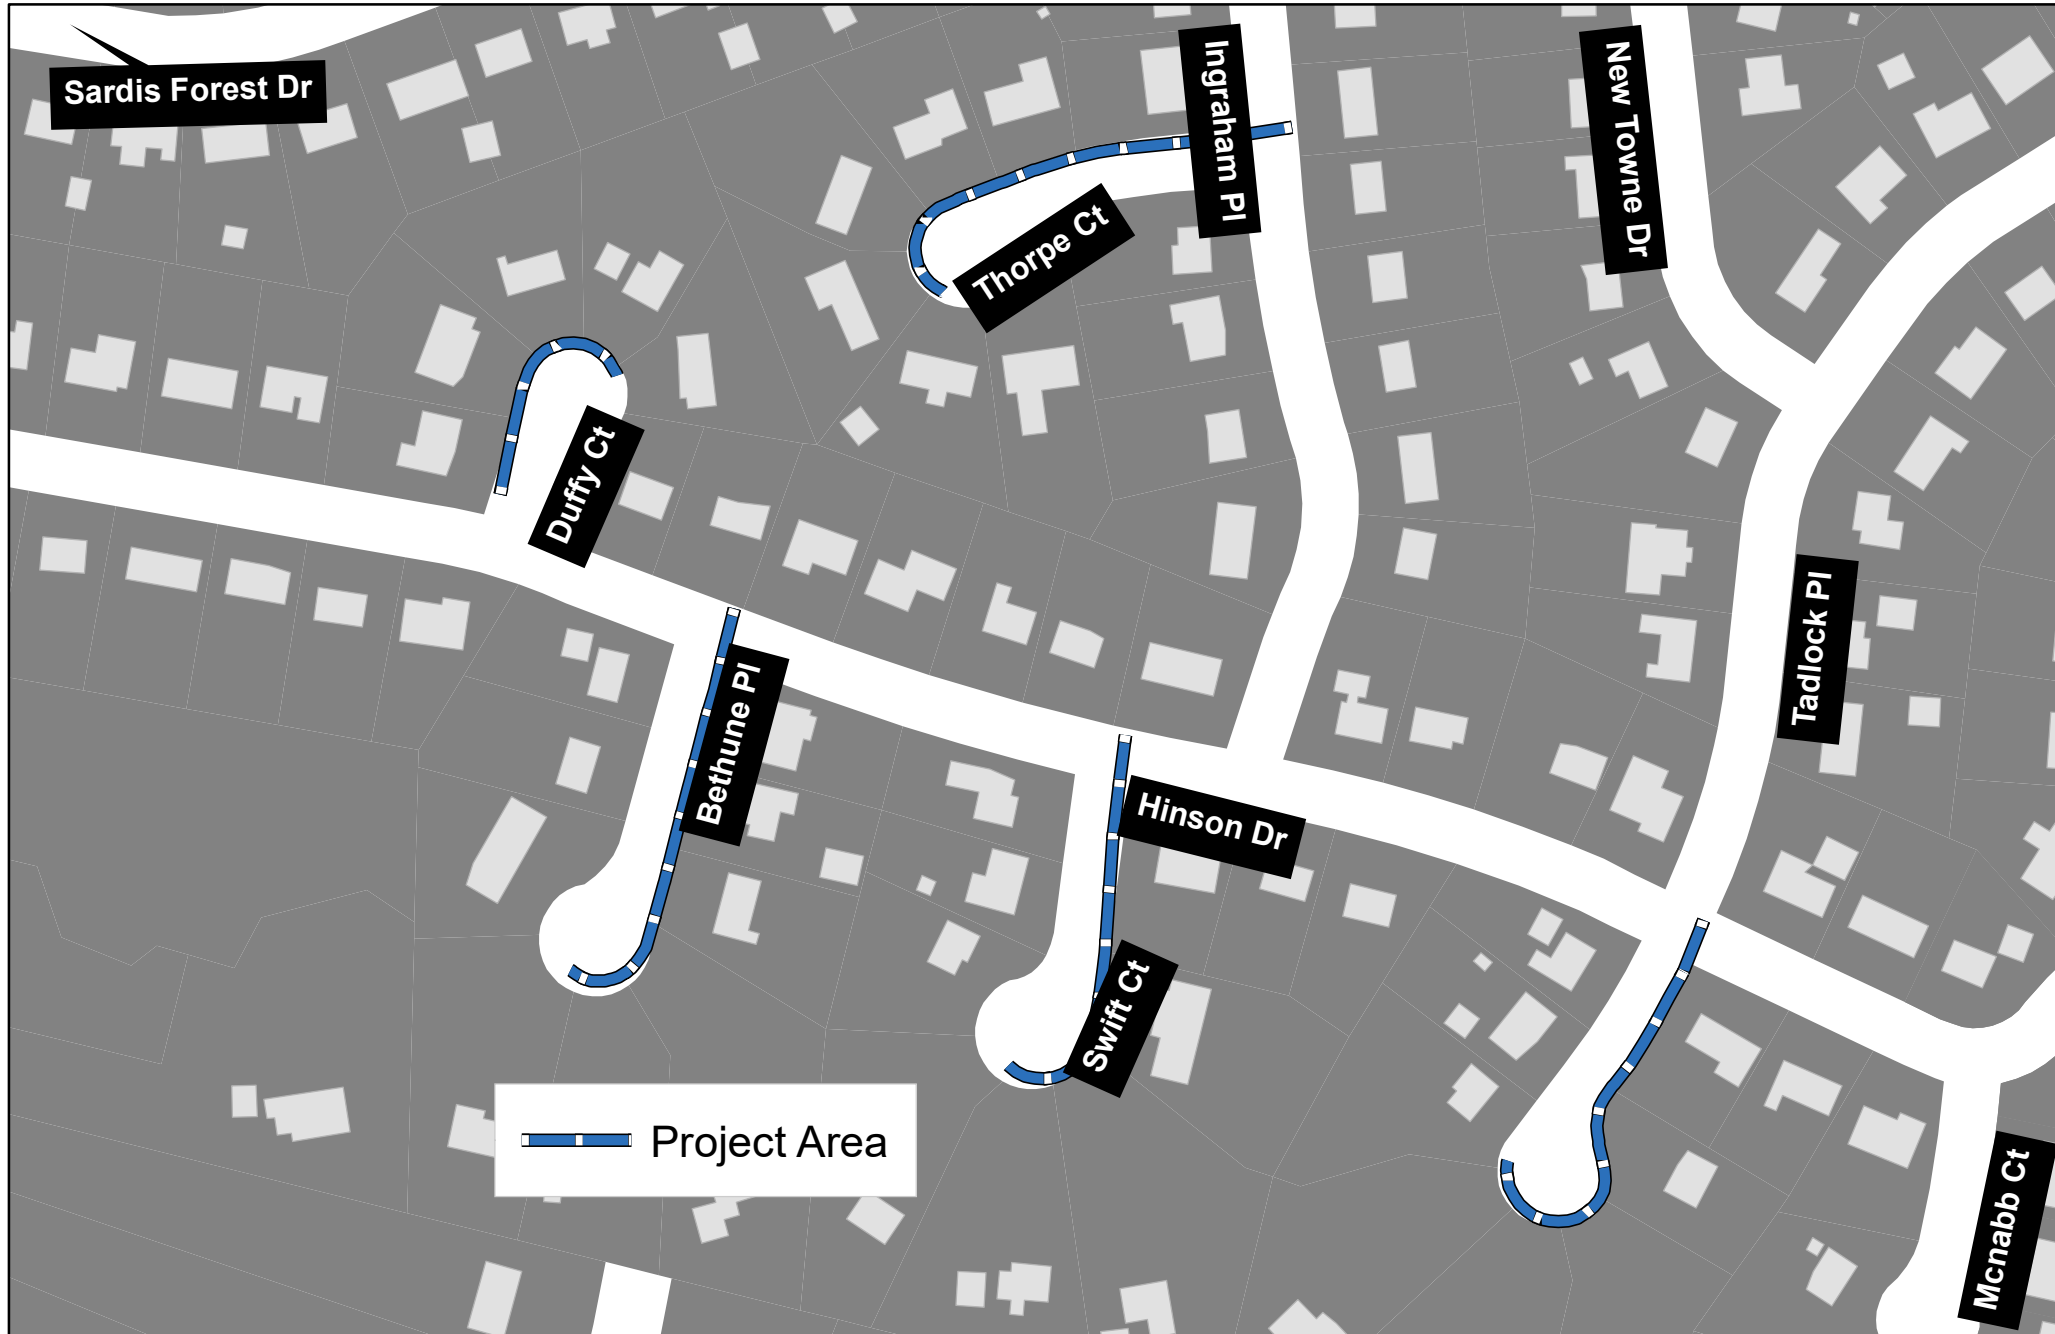 Sardis Forest Dr
Ingraham Pl
New Towne Dr
Thorpe Ct
Duffy Ct
Tadlock Pl
Bethune Pl
Hinson Dr
Swift Ct
Project Area
Mcnabb Ct